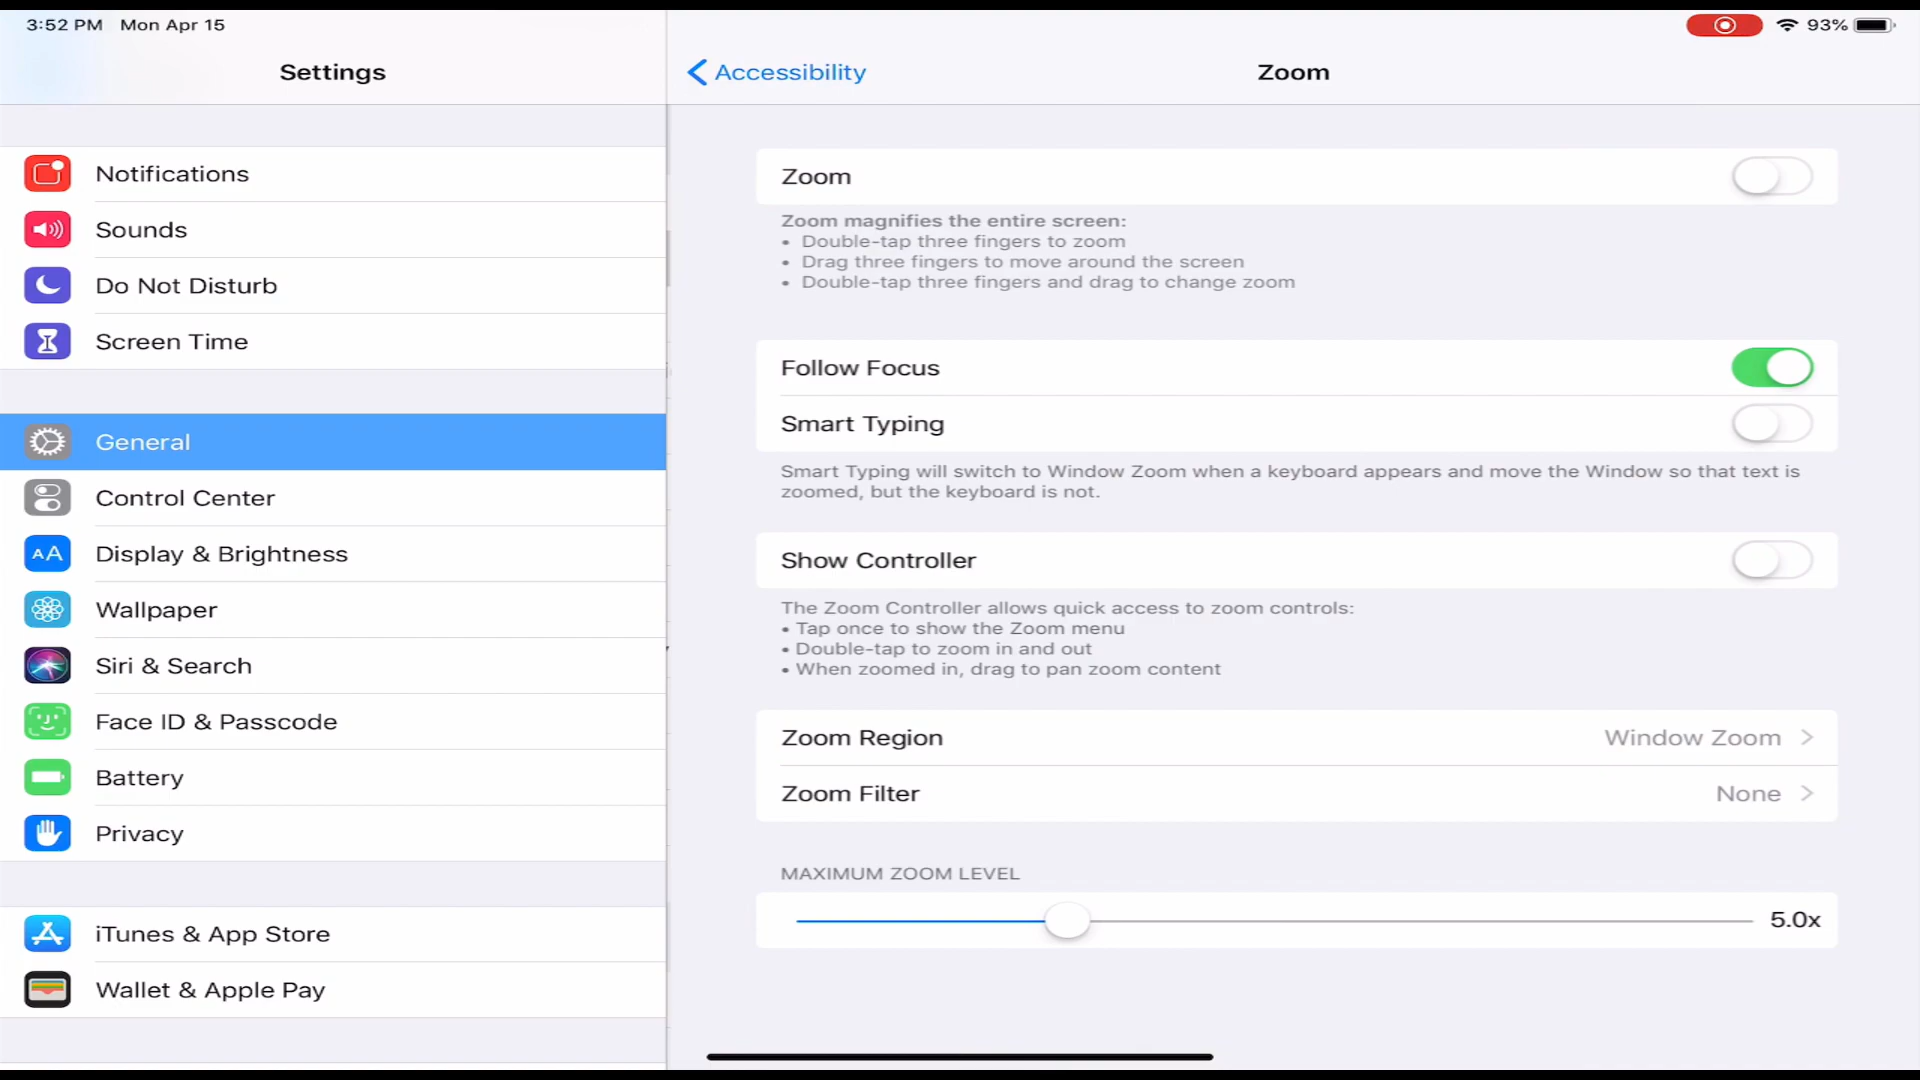 3:52 PM Mon Apr 15
93%
Settings
Notifications
Sounds
Do Not Disturb
Screen Time
General
Control Center
AA
Display & Brightness
Wallpaper
Siri & Search
Face ID & Passcode
Battery
Privacy
iTunes & App Store
Wallet & Apple Pay
Accessibility
Zoom
Zoom
Zoom magnifies the entire screen:
• Double-tap three fingers to zoom
• Drag three fingers to move around the screen
• Double-tap three fingers and drag to change zoom
Follow Focus
Smart Typing
Smart Typing will switch to Window Zoom when a keyboard appears and move the Window so that text is
zoomed, but the keyboard is not.
Show Controller
The Zoom Controller allows quick access to zoom controls:
• Tap once to show the Zoom menu
• Double-tap to zoom in and out
• When zoomed in, drag to pan zoom content
Zoom Region Window Zoom
Zoom Filter None
MAXIMUM ZOOM LEVEL
5.0x